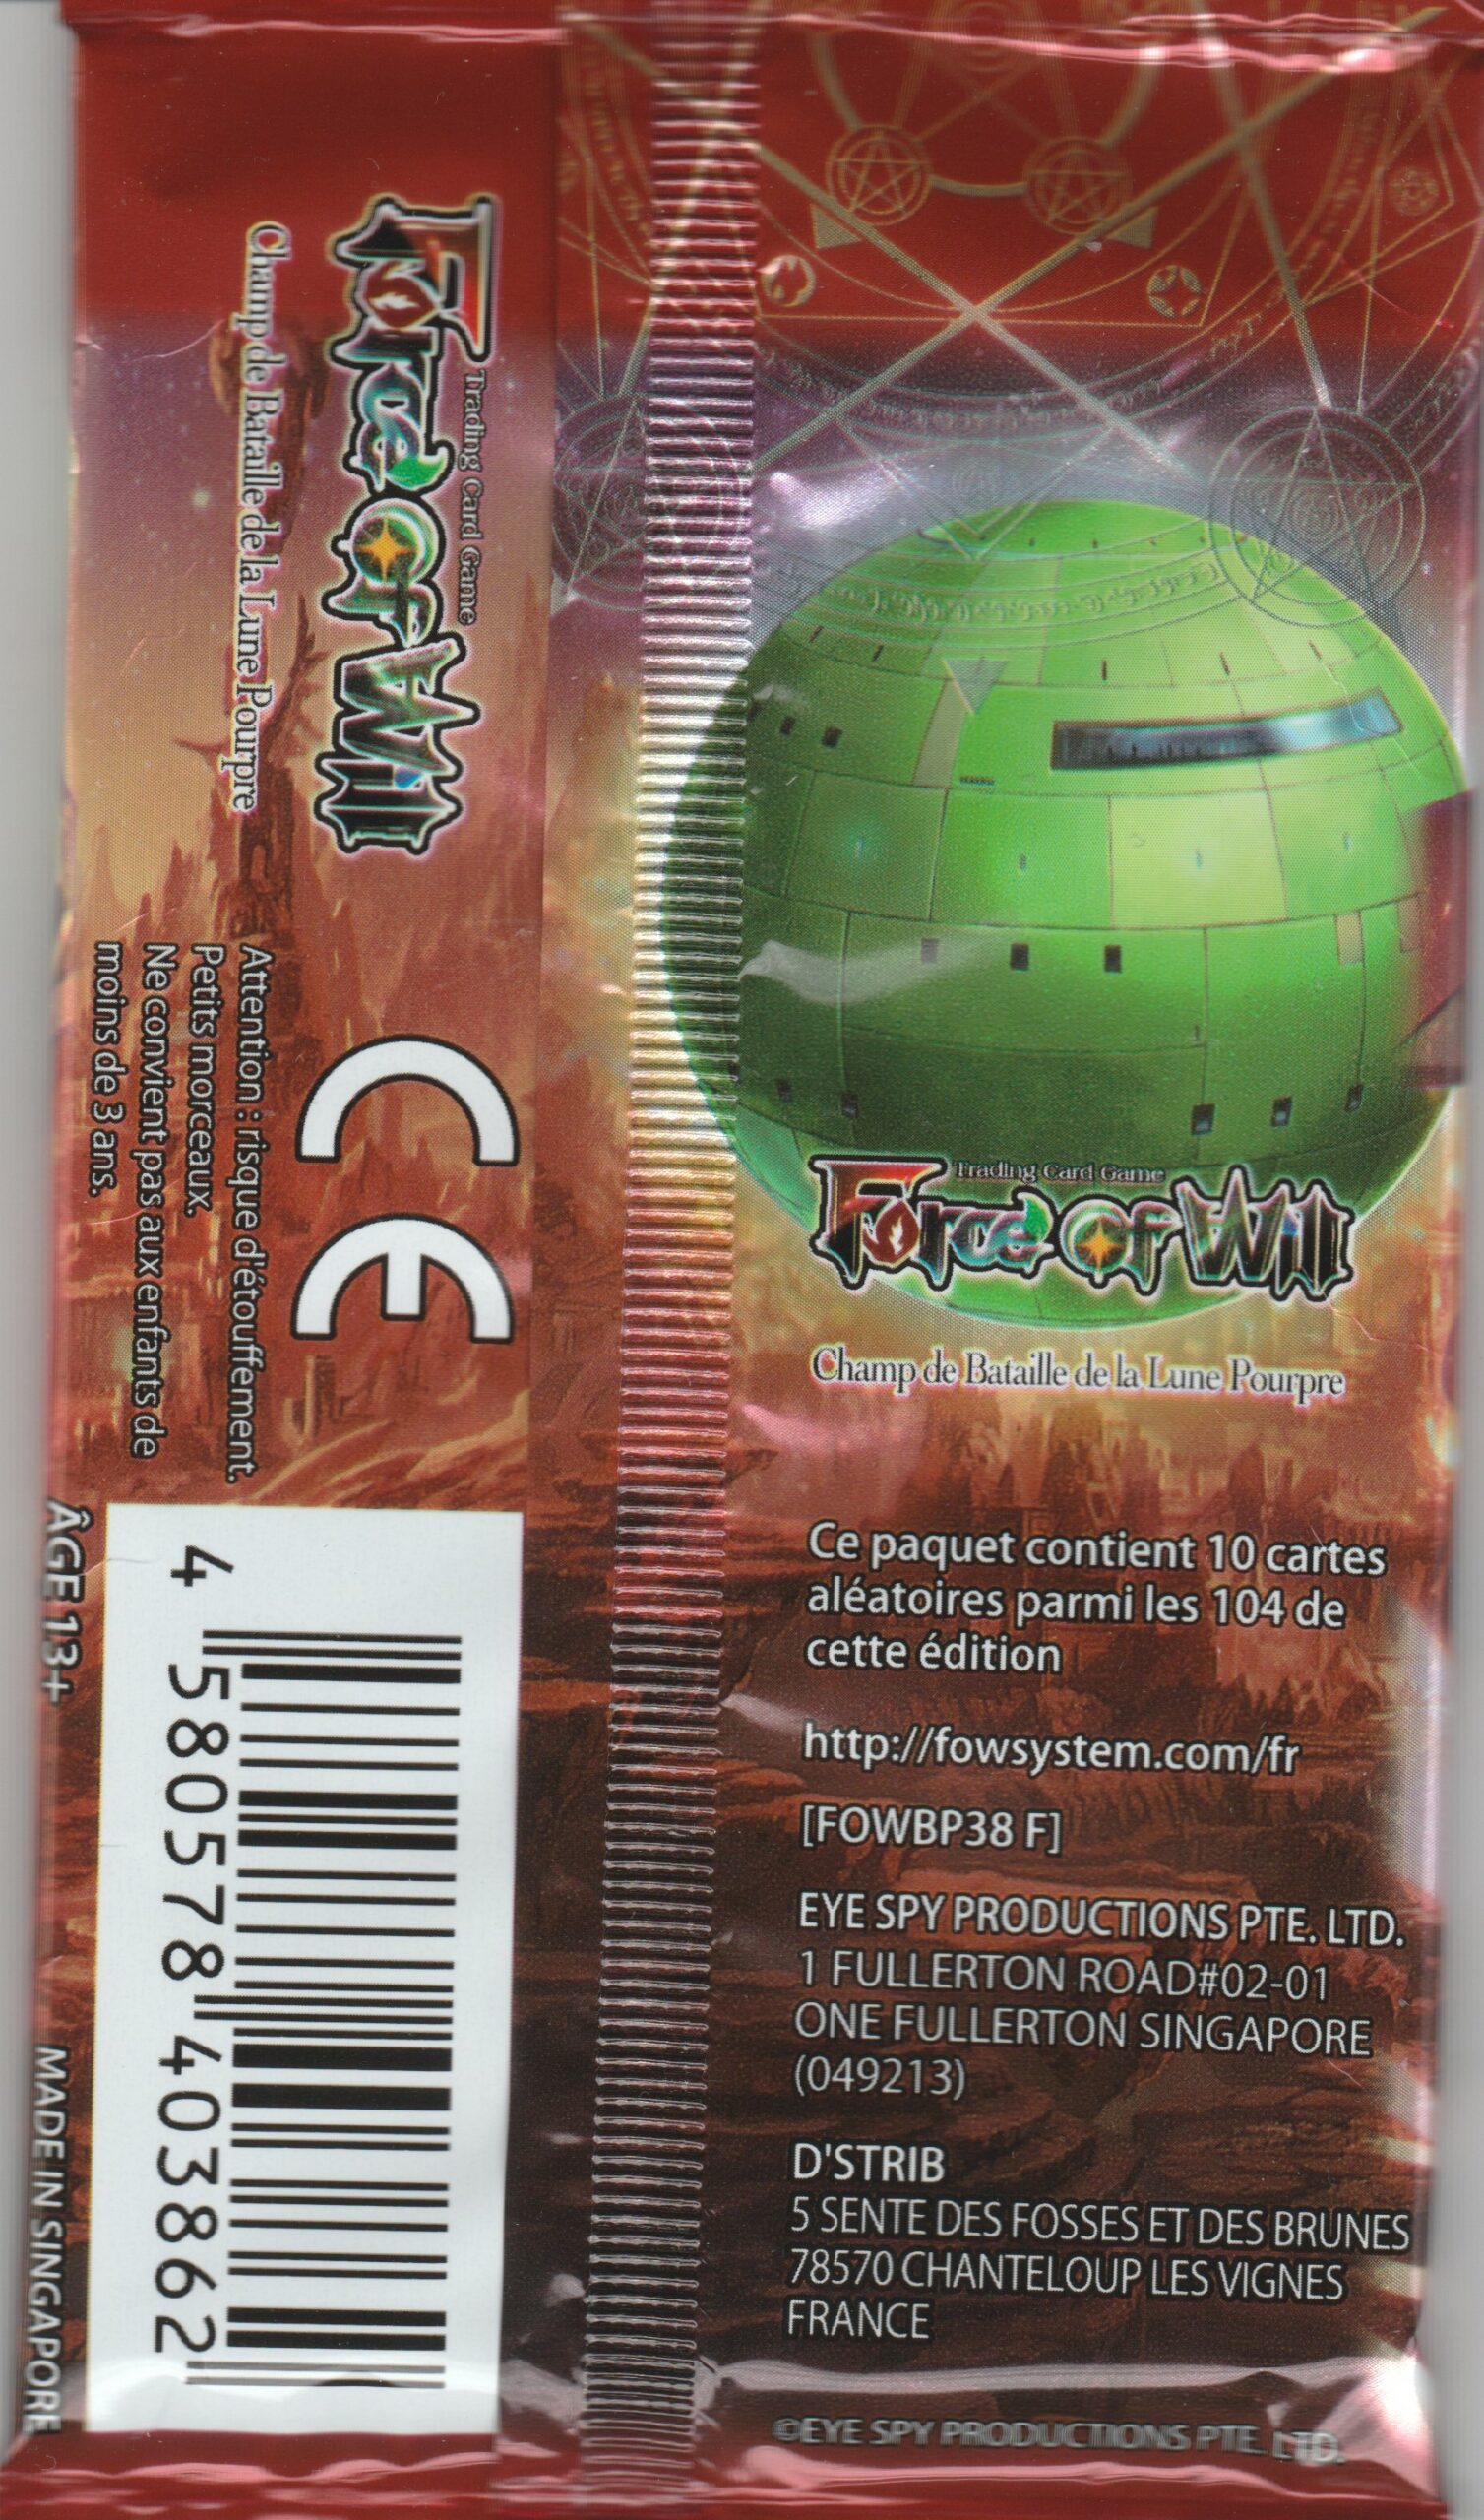 Trading Card Game
Force Of Will
Champ de Bataille de la Lune Pourpre
Attention : risque d'étouffement.
Petits morceaux.
Ne convient pas aux enfants de
moins de 3 ans.
CE
4 580578 403862
ÂGE 13+
MADE IN SINGAPORE
Trading Card Game
Force Of Will
Champ de Bataille de la Lune Pourpre
Ce paquet contient 10 cartes
aléatoires parmi les 104 de
cette édition
http://fowsystem.com/fr
[FOWBP38 F]
EYE SPY PRODUCTIONS PTE. LTD.
1 FULLERTON ROAD#02-01
ONE FULLERTON SINGAPORE
(049213)
D'STRIB
5 SENTE DES FOSSES ET DES BRUNES
78570 CHANTELOUP LES VIGNES
FRANCE
©EYE SPY PRODUCTIONS PTE. LTD.